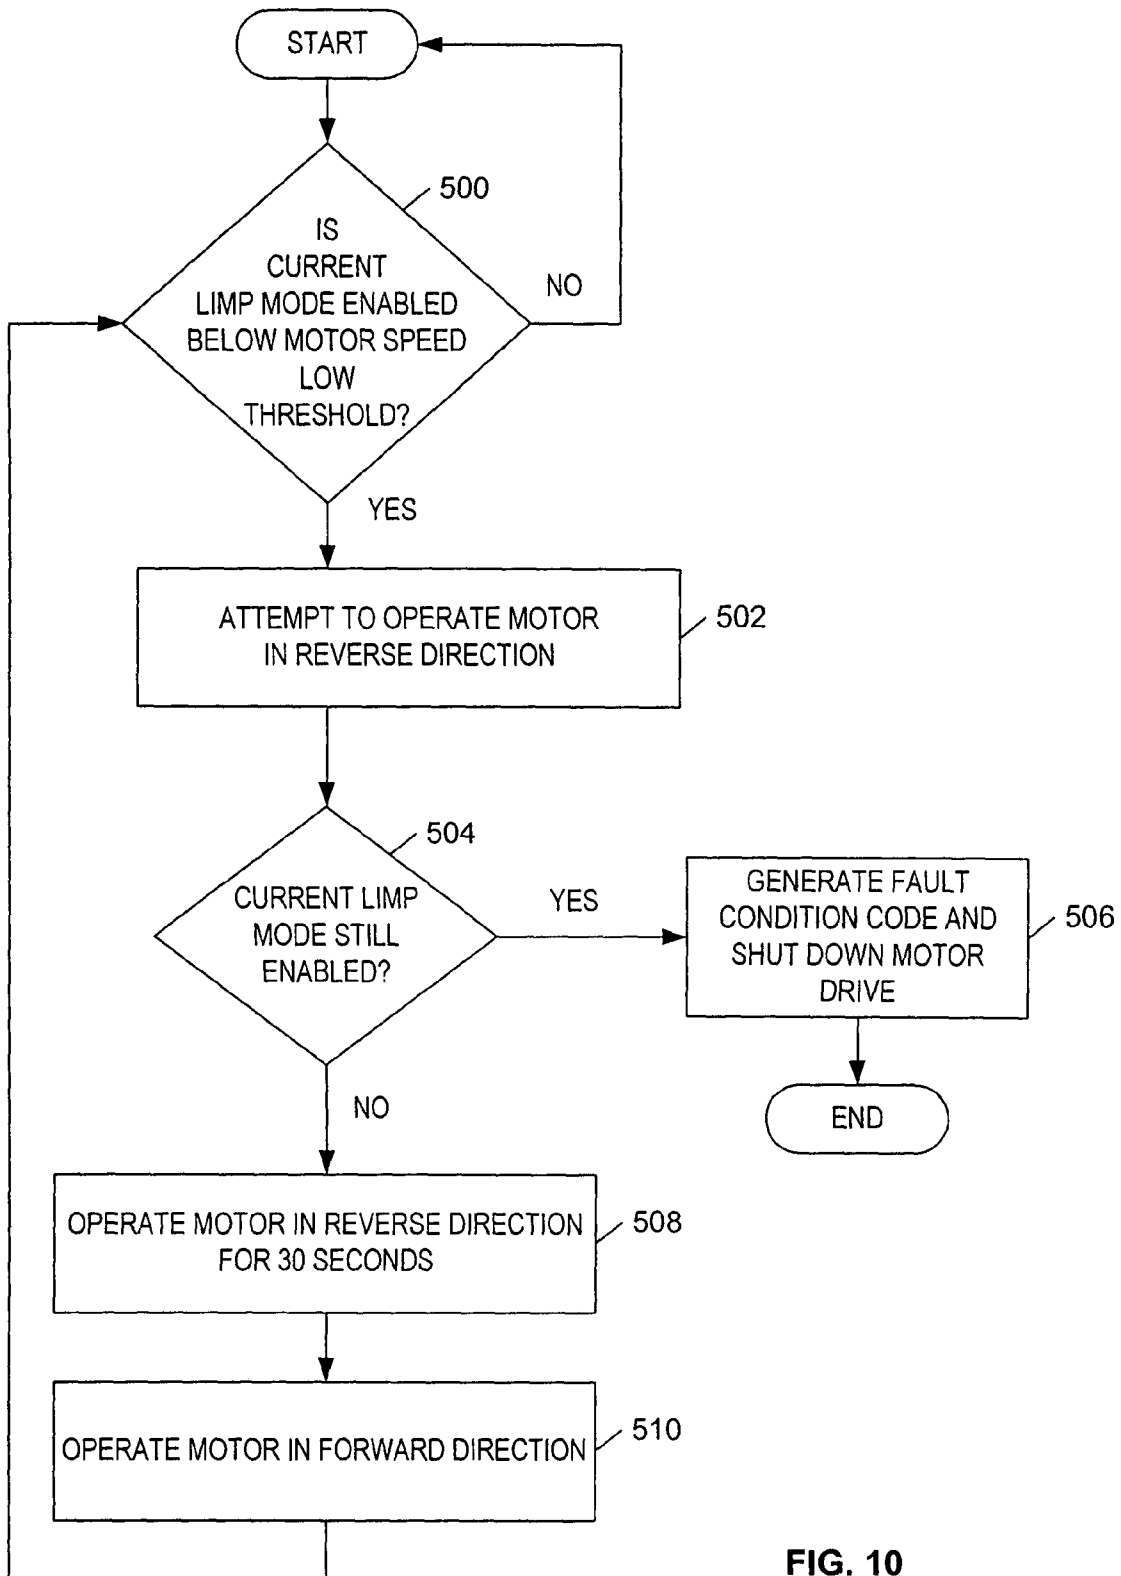 START
500
IS
CURRENT
LIMP MODE ENABLED
BELOW MOTOR SPEED
LOW
THRESHOLD?
NO
YES
ATTEMPT TO OPERATE MOTOR
IN REVERSE DIRECTION
502
504
CURRENT LIMP
MODE STILL
ENABLED?
YES
GENERATE FAULT
CONDITION CODE AND
SHUT DOWN MOTOR
DRIVE
506
END
NO
OPERATE MOTOR IN REVERSE DIRECTION
FOR 30 SECONDS
508
OPERATE MOTOR IN FORWARD DIRECTION
510
FIG. 10